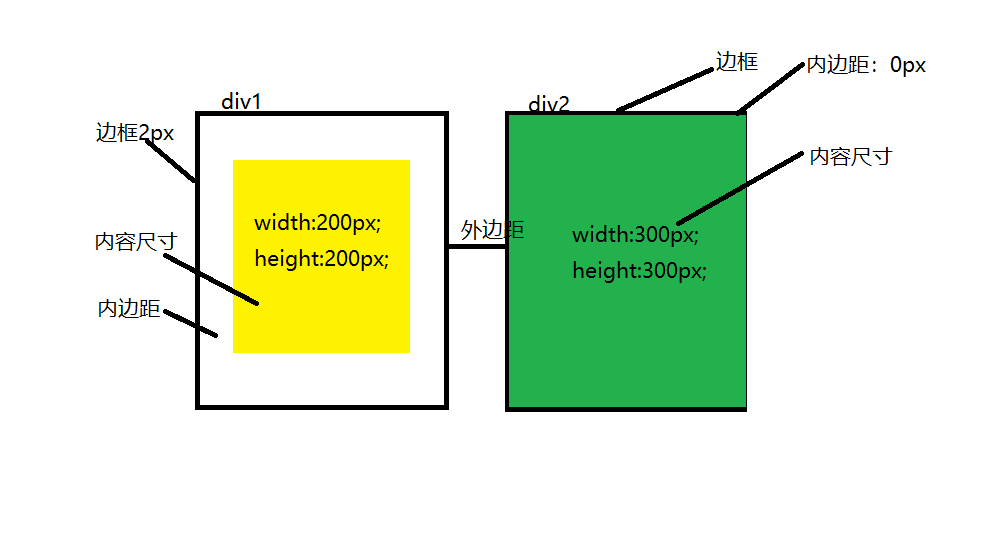 边框
内边距：0px
div1
div2
边框2px
内容尺寸
width:200px;
外边距
width:300px;
内容尺寸
height:200px;
height:300px;
内边距